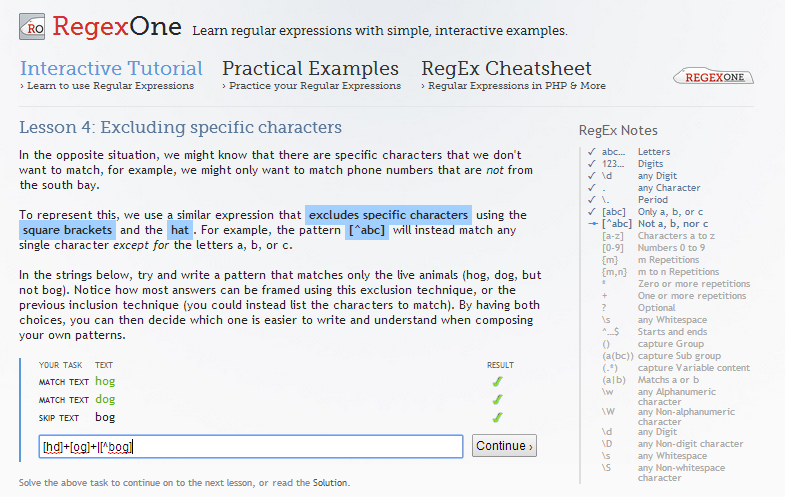 RO RegexOne Learn regular expressions with simple, interactive examples.
Interactive Tutorial Practical Examples RegEx Cheatsheet
› Learn to use Regular Expressions › Practice your Regular Expressions › Regular Expressions in PHP & More
REGEXONE
Lesson 4: Excluding specific characters
In the opposite situation, we might know that there are specific characters that we don't
want to match, for example, we might only want to match phone numbers that are not from
the south bay.
To represent this, we use a similar expression that excludes specific characters using the
square brackets and the hat . For example, the pattern [^abc] will instead match any
single character except for the letters a, b, or c.
In the strings below, try and write a pattern that matches only the live animals (hog, dog, but
not bog). Notice how most answers can be framed using this exclusion technique, or the
previous inclusion technique (you could instead list the characters to match). By having both
choices, you can then decide which one is easier to write and understand when composing
your own patterns.
YOUR TASK TEXT RESULT
MATCH TEXT hog
MATCH TEXT dog
SKIP TEXT bog
[hd]+[og]+|[^bog]
Continue ›
Solve the above task to continue on to the next lesson, or read the Solution.
RegEx Notes
✓ abc… Letters
✓ 123… Digits
✓ \d any Digit
✓ . any Character
✓ \. Period
✓ [abc] Only a, b, or c
[^abc] Not a, b, nor c
[a-z] Characters a to z
[0-9] Numbers 0 to 9
{m} m Repetitions
{m,n} m to n Repetitions
* Zero or more repetitions
+ One or more repetitions
? Optional
\s any Whitespace
^…$ Starts and ends
() capture Group
(a(bc)) capture Sub group
(.*) capture Variable content
(a|b) Matchs a or b
\w any Alphanumeric
character
\W any Non-alphanumeric
character
\d any Digit
\D any Non-digit character
\s any Whitespace
\S any Non-whitespace
character